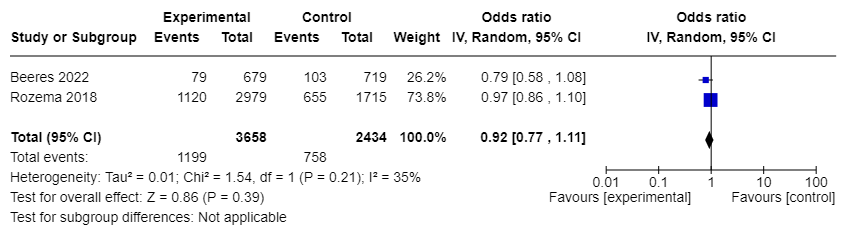 Experimental Control Odds ratio Odds ratio
Study or Subgroup Events Total Events Total Weight IV, Random, 95% CI IV, Random, 95% CI
Beeres 2022 79 679 103 719 26.2% 0.79 [0.58 , 1.08]
Rozema 2018 1120 2979 655 1715 73.8% 0.97 [0.86 , 1.10]
Total (95% CI) 3658 2434 100.0% 0.92 [0.77 , 1.11]
Total events: 1199 758
Heterogeneity: Tau² = 0.01; Chi² = 1.54, df = 1 (P = 0.21); I² = 35%
0.01 0.1 1 10 100
Test for overall effect: Z = 0.86 (P = 0.39)
Favours [experimental] Favours [control]
Test for subgroup differences: Not applicable